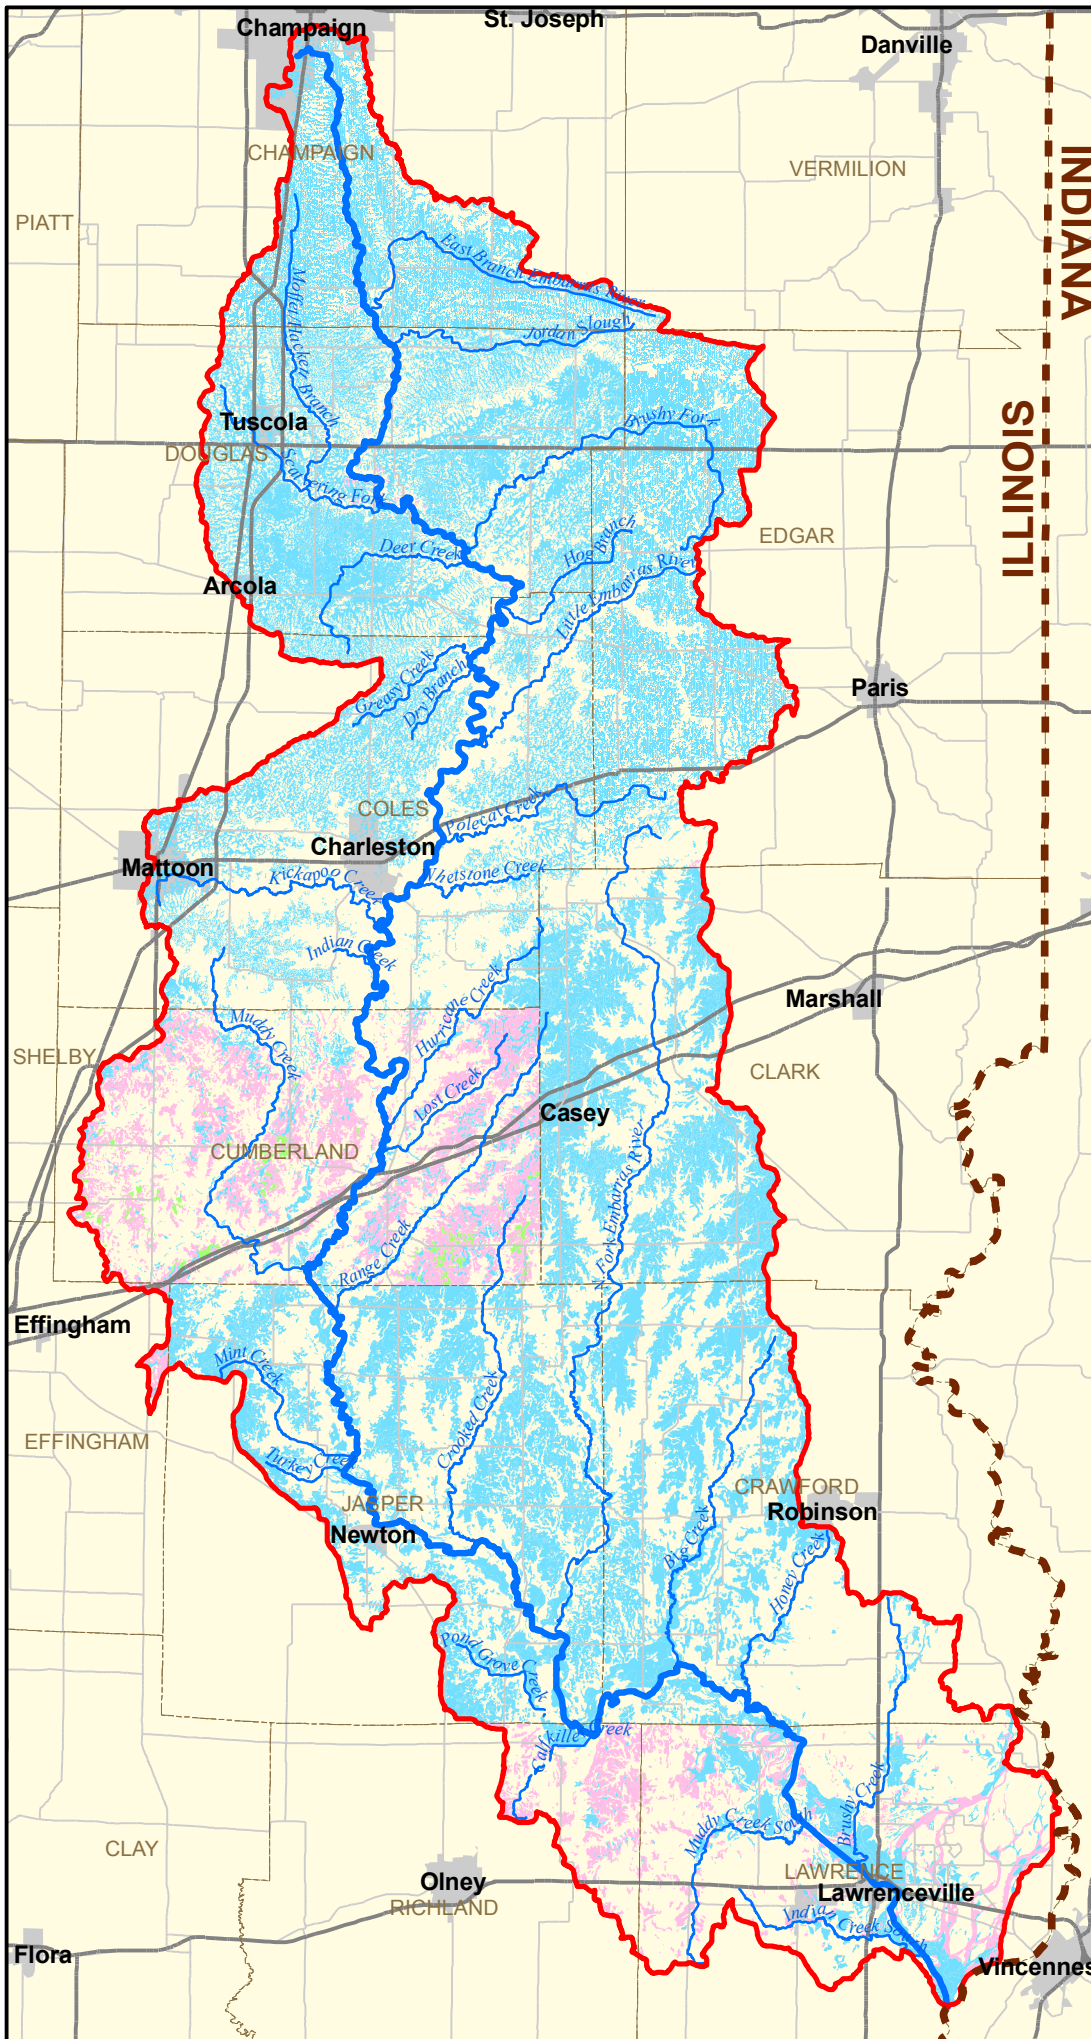 Champaign
St. Joseph
Danville
CHAMPAIGN
VERMILION
INDIANA
PIATT
East Branch Embarras River
Moffet Hacker Branch
Jordan Slough
ILLINOIS
Tuscola
Brushy Fork
DOUGLAS
Scattering Fork
EDGAR
Deer Creek
Hog Branch
Little Embarras River
Arcola
Greasy Creek
Dry Branch
Paris
COLES
Polecat Creek
Charleston
Mattoon
Kickapoo Creek
Whetstone Creek
Indian Creek
Hurricane Creek
Marshall
Muddy Creek
SHELBY
CLARK
Lost Creek
Casey
CUMBERLAND
N. Fork Embarras River
Range Creek
Effingham
Mint Creek
Crooked Creek
EFFINGHAM
Turkey Creek
CRAWFORD
JASPER
Robinson
Newton
Big Creek
Honey Creek
Pond Grove Creek
Calfkiller Creek
Muddy Creek South
Brushy Creek
CLAY
LAWRENCE
Olney
Lawrenceville
RICHLAND
Indian Creek South
Flora
Vincennes